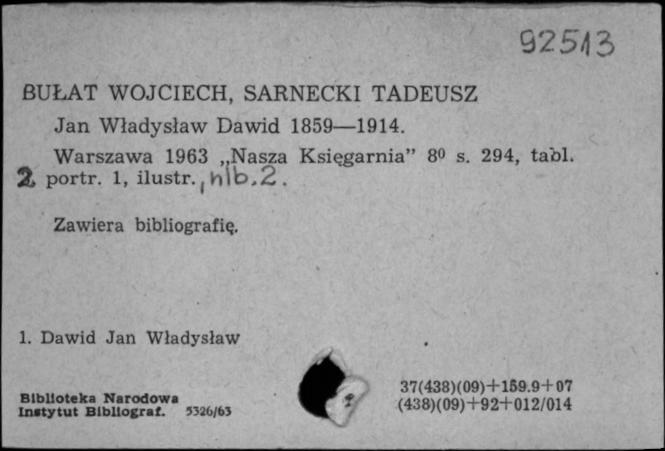 92513
BUŁAT WOJCIECH, SARNECKI TADEUSZ
Jan Władysław Dawid 1859—1914.
Warszawa 1963 „Nasza Księgarnia” 8⁰ s. 294, tabl.
2, portr. 1, ilustr., nlb. 2.
Zawiera bibliografię.
1. Dawid Jan Władysław
37(438)(09)+159.9+07
(438)(09)+92+012/014
Biblioteka Narodowa
Instytut Bibliograf. 5326/63